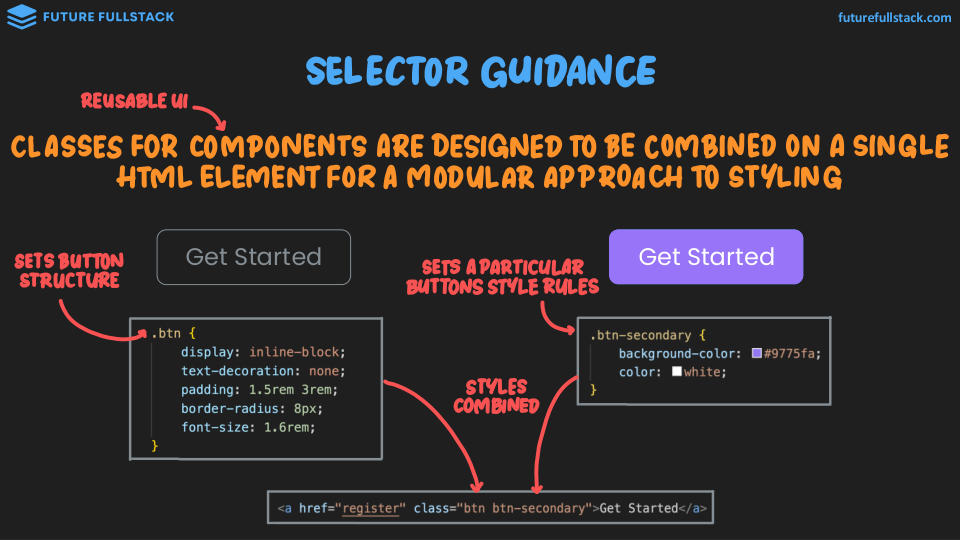 FUTURE FULLSTACK
futurefullstack.com
SELECTOR GUIDANCE
REUSABLE UI
CLASSES FOR COMPONENTS ARE DESIGNED TO BE COMBINED ON A SINGLE
HTML ELEMENT FOR A MODULAR APPROACH TO STYLING
Get Started
Get Started
SETS BUTTON
STRUCTURE
SETS A PARTICULAR
BUTTONS STYLE RULES
.btn {
display: inline-block;
text-decoration: none;
padding: 1.5rem 3rem;
border-radius: 8px;
font-size: 1.6rem;
}
.btn-secondary {
background-color: #9775fa;
color: white;
}
STYLES
COMBINED
<a href="register" class="btn btn-secondary">Get Started</a>